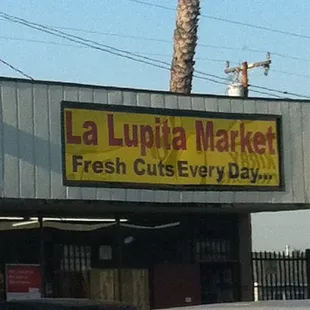 La Lupita Market
Fresh Cuts Every Day...